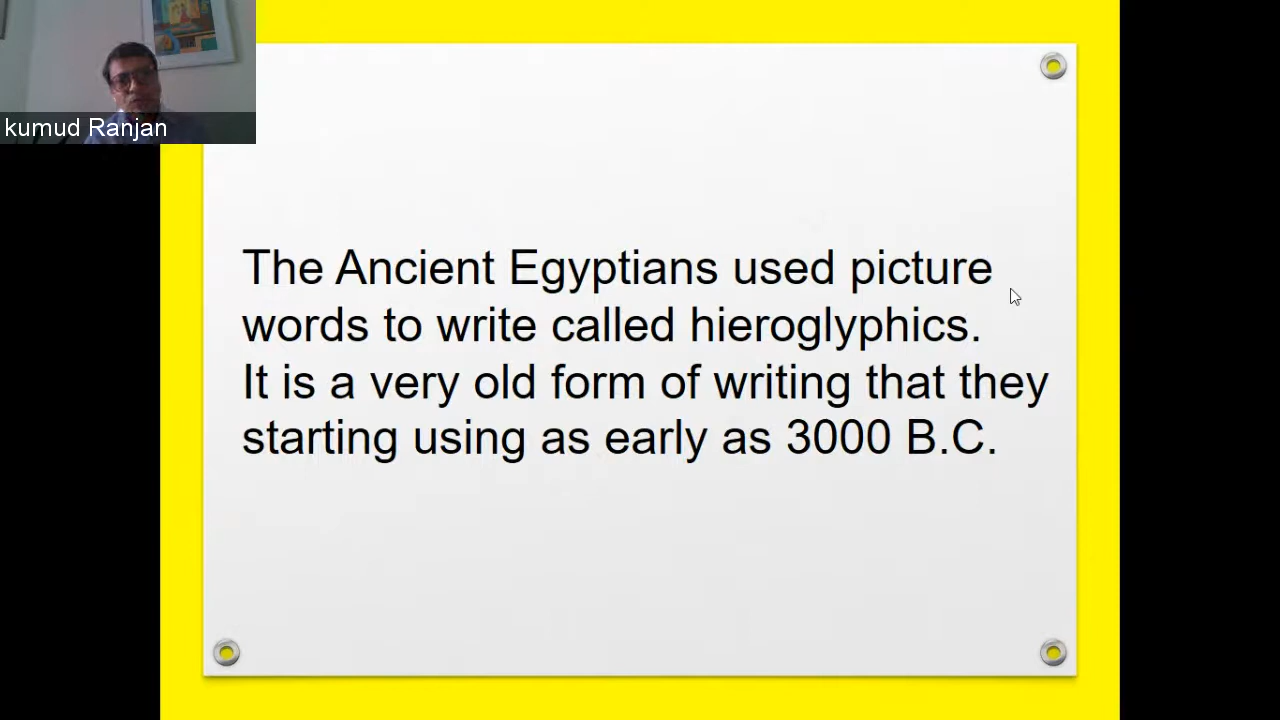 kumud Ranjan
The Ancient Egyptians used picture
words to write called hieroglyphics.
It is a very old form of writing that they
starting using as early as 3000 B.C.